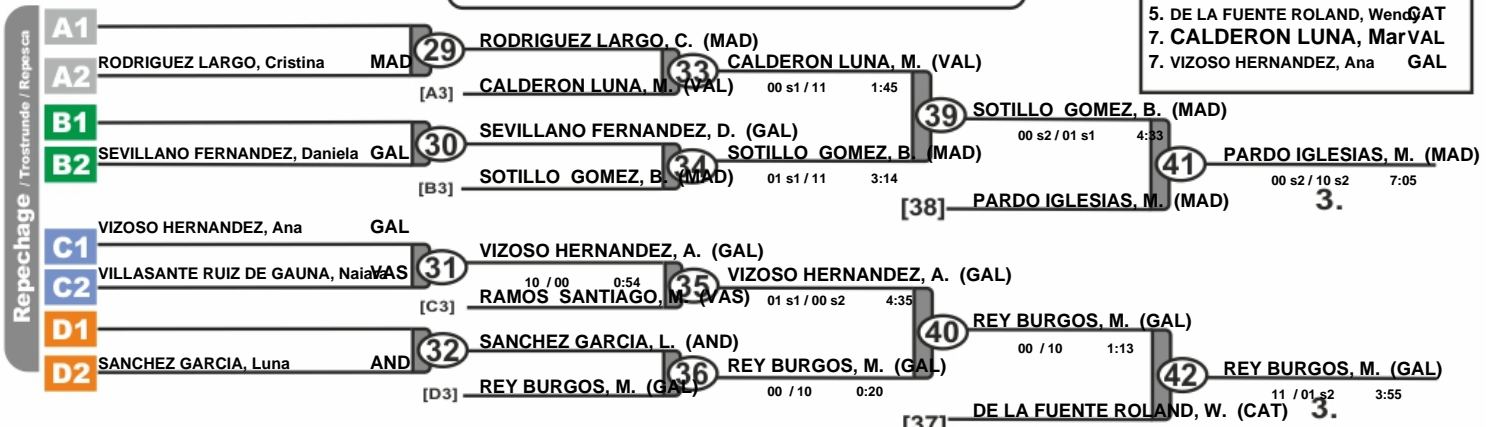 5. DE LA FUENTE ROLAND, Wendy CAT
7. CALDERON LUNA, Mar VAL
7. VIZOSO HERNANDEZ, Ana GAL
Repechage / Trostrunde / Repesca
A1
RODRIGUEZ LARGO, Cristina MAD
A2
29
RODRIGUEZ LARGO, C. (MAD)
[A3] CALDERON LUNA, M. (VAL)
33
CALDERON LUNA, M. (VAL)
00 s1 / 11 1:45
B1
SEVILLANO FERNANDEZ, Daniela GAL
B2
30
SEVILLANO FERNANDEZ, D. (GAL)
[B3] SOTILLO GOMEZ, B. (MAD)
34
SOTILLO GOMEZ, B. (MAD)
01 s1 / 11 3:14
39
SOTILLO GOMEZ, B. (MAD)
00 s2 / 01 s1 4:33
[38] PARDO IGLESIAS, M. (MAD)
41
PARDO IGLESIAS, M. (MAD)
00 s2 / 10 s2 7:05
3.
VIZOSO HERNANDEZ, Ana GAL
C1
VILLASANTE RUIZ DE GAUNA, Naiara VAS
C2
31
VIZOSO HERNANDEZ, A. (GAL)
10 / 00 0:54
[C3] RAMOS SANTIAGO, M. (VAS)
35
VIZOSO HERNANDEZ, A. (GAL)
01 s1 / 00 s2 4:35
D1
SANCHEZ GARCIA, Luna AND
D2
32
SANCHEZ GARCIA, L. (AND)
[D3] REY BURGOS, M. (GAL)
36
REY BURGOS, M. (GAL)
00 / 10 0:20
40
REY BURGOS, M. (GAL)
00 / 10 1:13
[37] DE LA FUENTE ROLAND, W. (CAT)
42
REY BURGOS, M. (GAL)
11 / 01 s2 3:55
3.